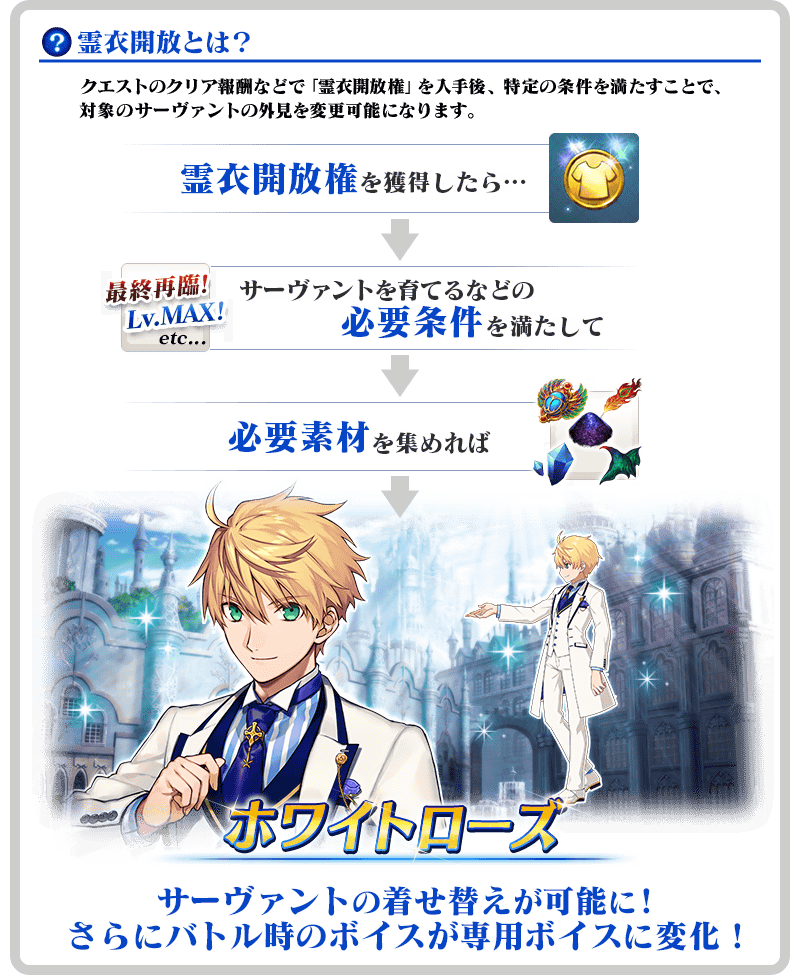 ? 霊衣開放とは?
クエストのクリア報酬などで「霊衣開放権」を入手後、特定の条件を満たすことで、
対象のサーヴァントの外見を変更可能になります。
霊衣開放権を獲得したら…
最終再臨!
Lv.MAX!
etc...
サーヴァントを育てるなどの
必要条件を満たして
必要素材を集めれば
ホワイトローズ
サーヴァントの着せ替えが可能に!
さらにバトル時のボイスが専用ボイスに変化!